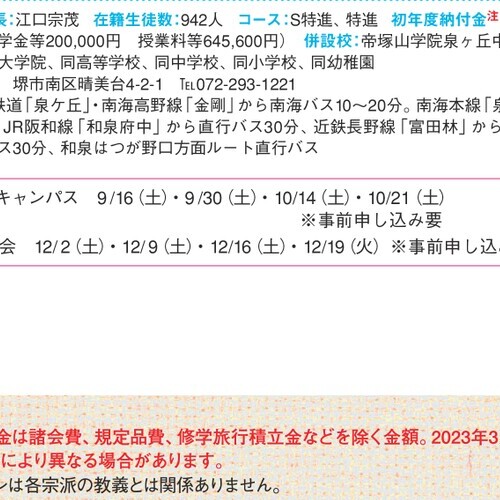 長:江口宗茂 在籍生徒数:942人 コース:S特進、特進 初年度納付金注
学金等200,000円 授業料等645,600円) 併設校:帝塚山学院泉ヶ丘中
大学院、同高等学校、同中学校、同小学校、同幼稚園
堺市南区晴美台4-2-1 TEL072-293-1221
鉄道「泉ケ丘」・南海高野線「金剛」から南海バス10〜20分。南海本線「泉
JR阪和線「和泉府中」から直行バス30分、近鉄長野線「富田林」から
ス30分、和泉はつが野口方面ルート直行バス
キャンパス 9/16(土)・9/30(土)・10/14(土)・10/21(土)
※事前申し込み要
会 12/2(土)・12/9(土)・12/16(土)・12/19(火) ※事前申し込み
金は諸会費、規定品費、修学旅行積立金などを除く金額。2023年3
により異なる場合があります。
ンは各宗派の教義とは関係ありません。